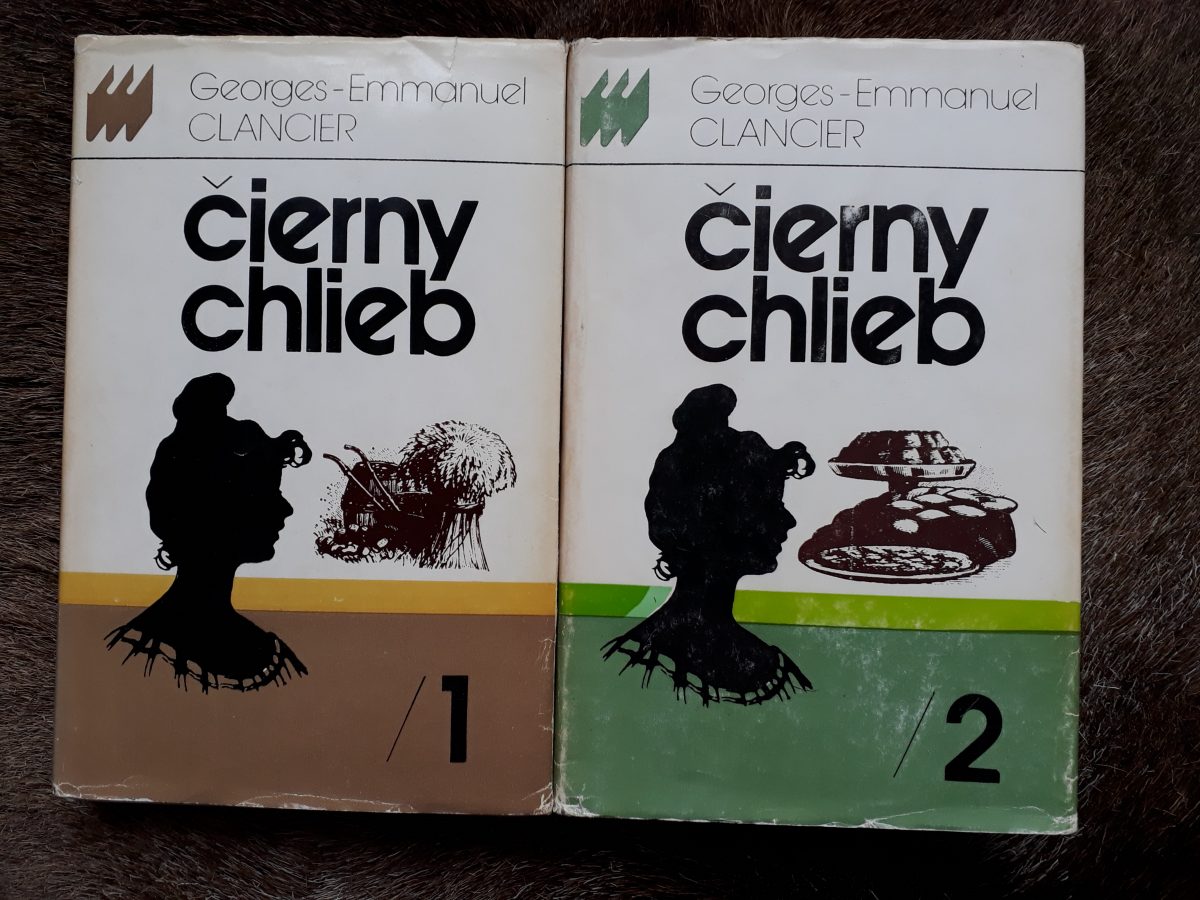 Georges-Emmanuel
CLANCIER
čierny
chlieb
/1
Georges-Emmanuel
CLANCIER
čierny
chlieb
/2